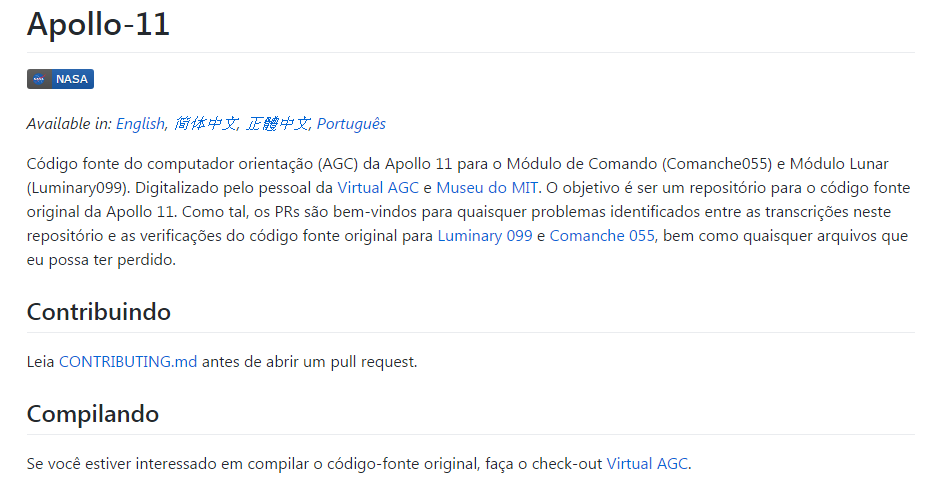 Apollo-11
NASA NASA
Available in: English, 简体中文, 正體中文, Português
Código fonte do computador orientação (AGC) da Apollo 11 para o Módulo de Comando (Comanche055) e Módulo Lunar
(Luminary099). Digitalizado pelo pessoal da Virtual AGC e Museu do MIT. O objetivo é ser um repositório para o código fonte
original da Apollo 11. Como tal, os PRs são bem-vindos para quaisquer problemas identificados entre as transcrições neste
repositório e as verificações do código fonte original para Luminary 099 e Comanche 055, bem como quaisquer arquivos que
eu possa ter perdido.
Contribuindo
Leia CONTRIBUTING.md antes de abrir um pull request.
Compilando
Se você estiver interessado em compilar o código-fonte original, faça o check-out Virtual AGC.